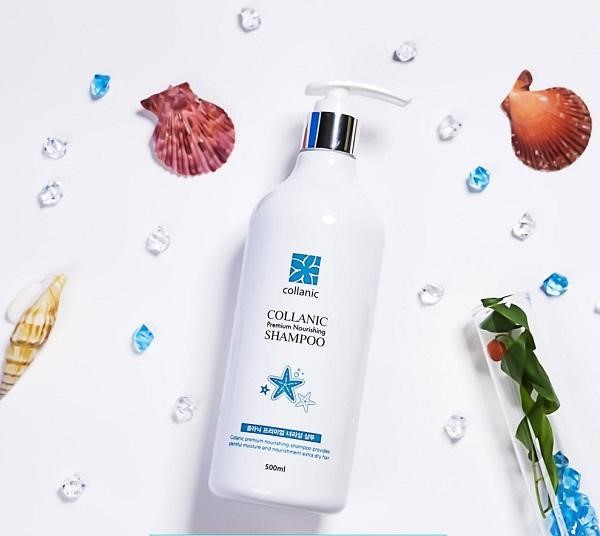 collanic
COLLANIC
Premium Nourishing
SHAMPOO
콜라닉 프리미엄 너리싱 샴푸
Collanic premium nourishing shampoo provides
plentiful moisture and nourishment extra dry hair
500ml